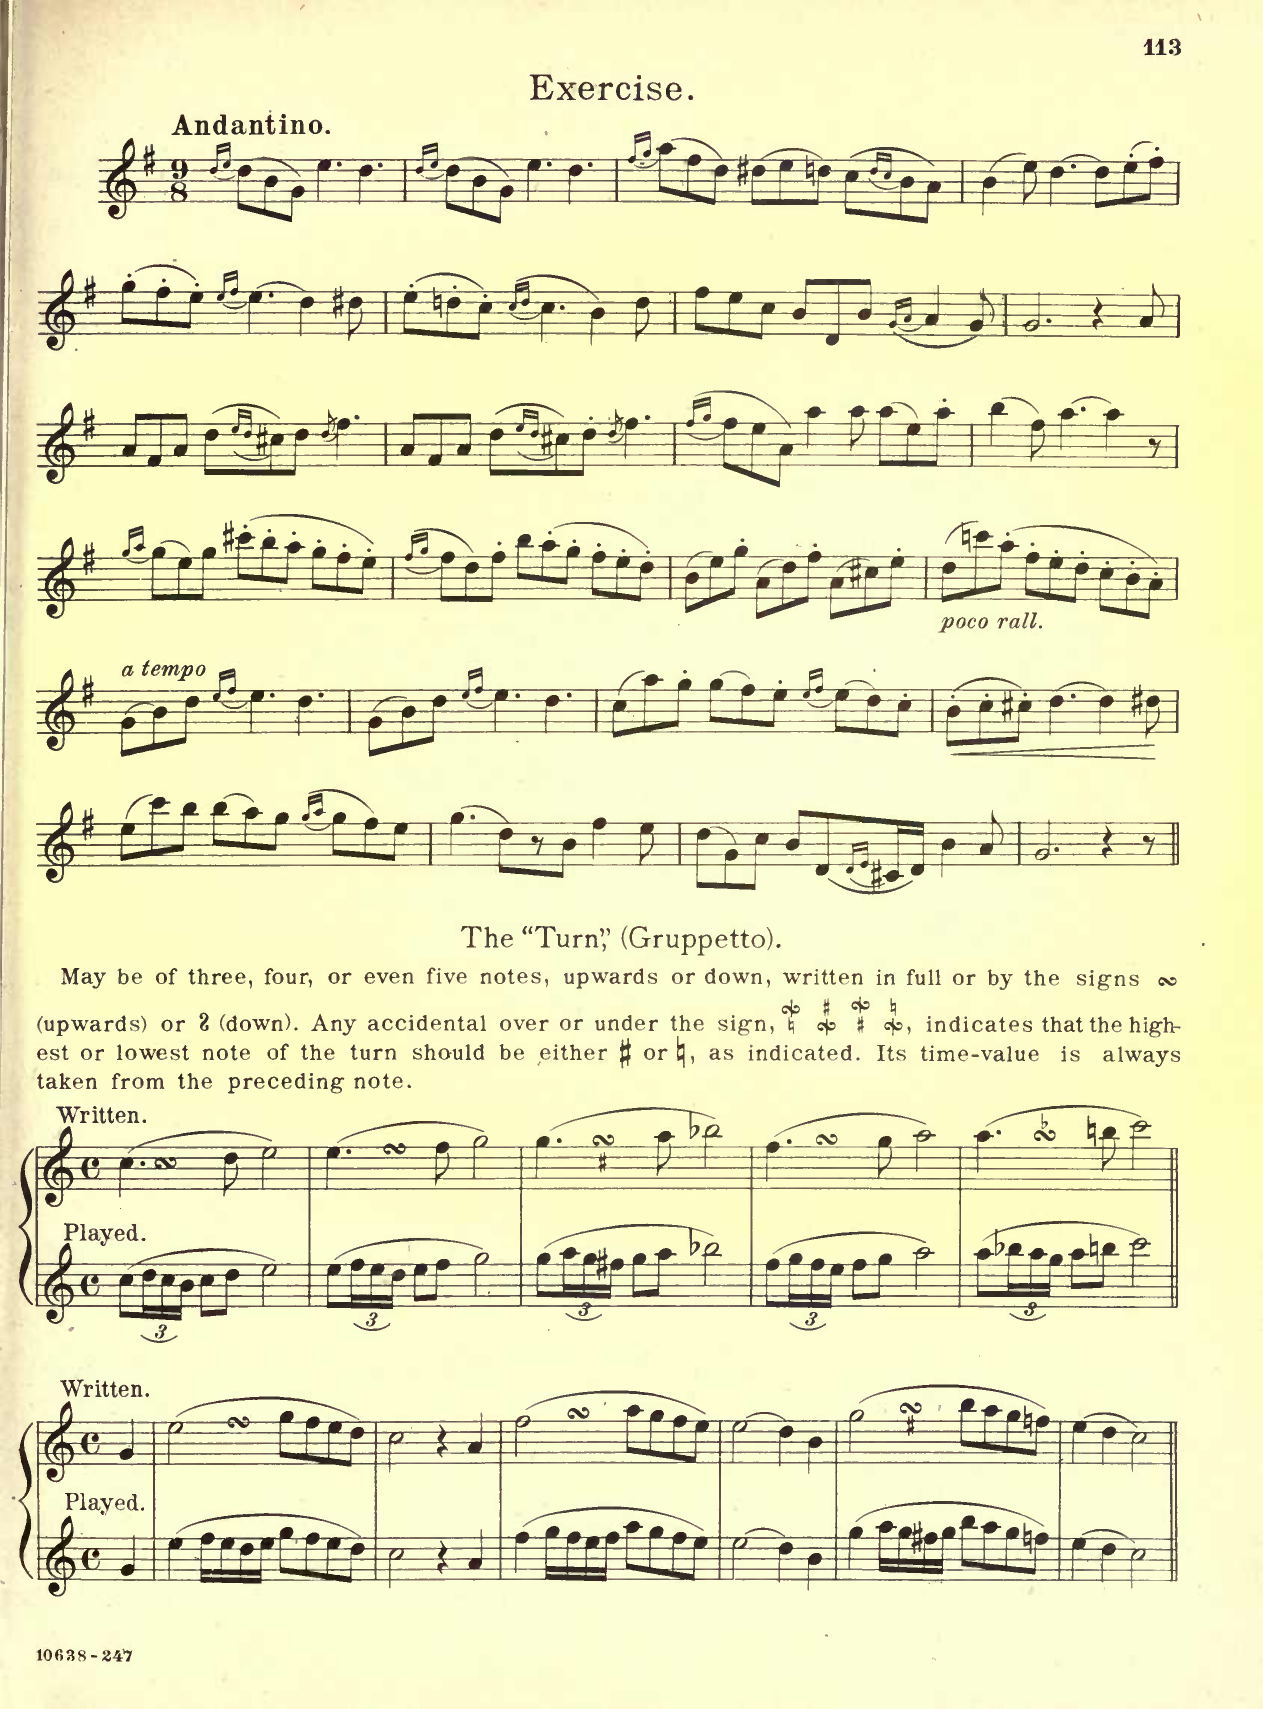 113
Exercise.
Andantino.
9
8
poco rall.
a tempo
The “Turn”, (Gruppetto).
May be of three, four, or even five notes, upwards or down, written in full or by the signs
(upwards) or (down). Any accidental over or under the sign, ♮ ♯ ♯ ♮, indicates that the high-
est or lowest note of the turn should be either ♯ or ♮, as indicated. Its time-value is always
taken from the preceding note.
Written.
Played.
3 3 3 3 3
Written.
Played.
10638-247